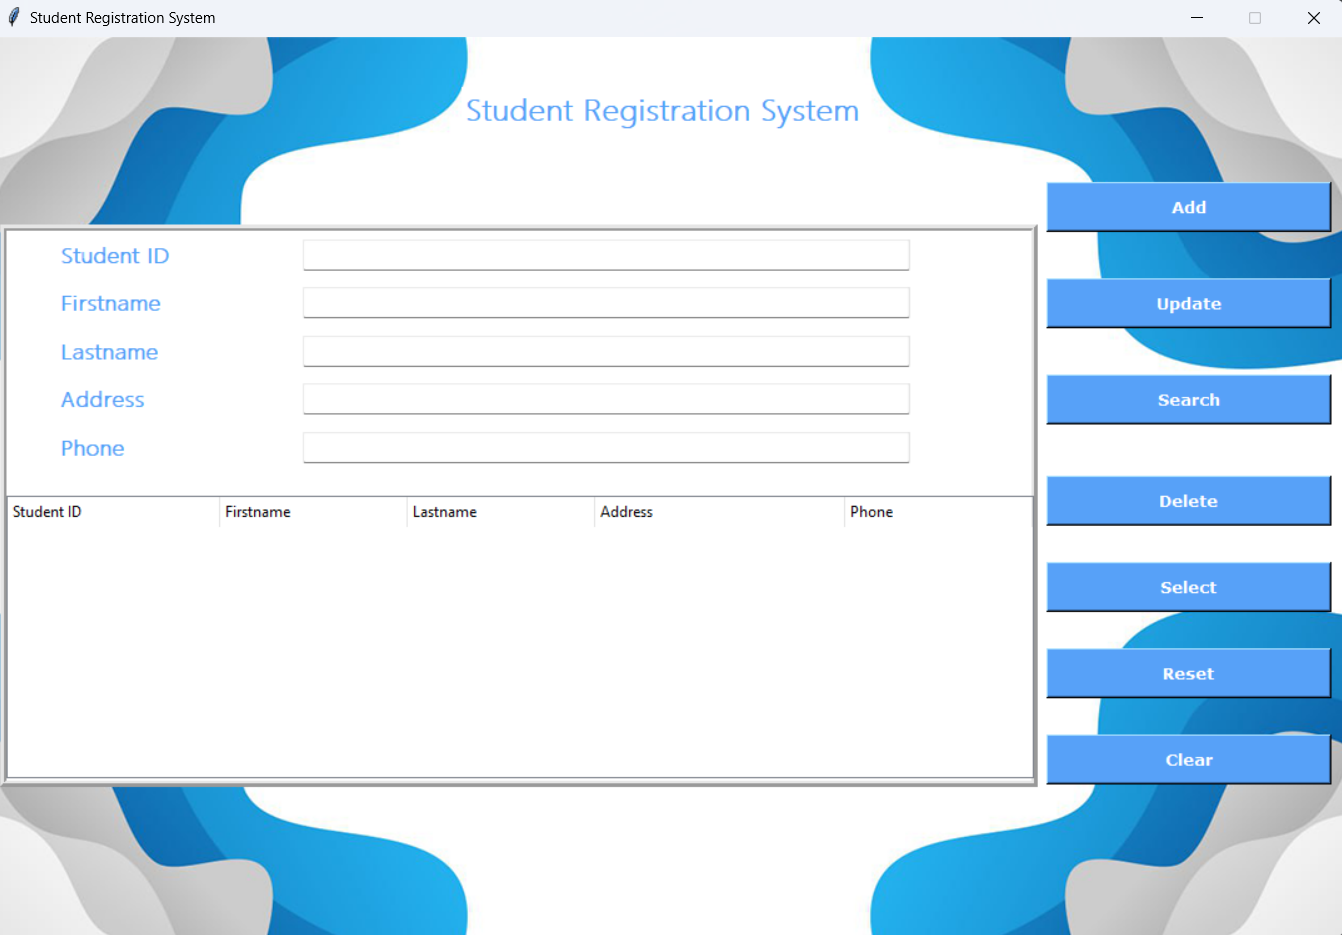 Student Registration System
Student Registration System
Add
Student ID
Firstname
Update
Lastname
Address
Search
Phone
Student ID Firstname Lastname Address Phone
Delete
Select
Reset
Clear